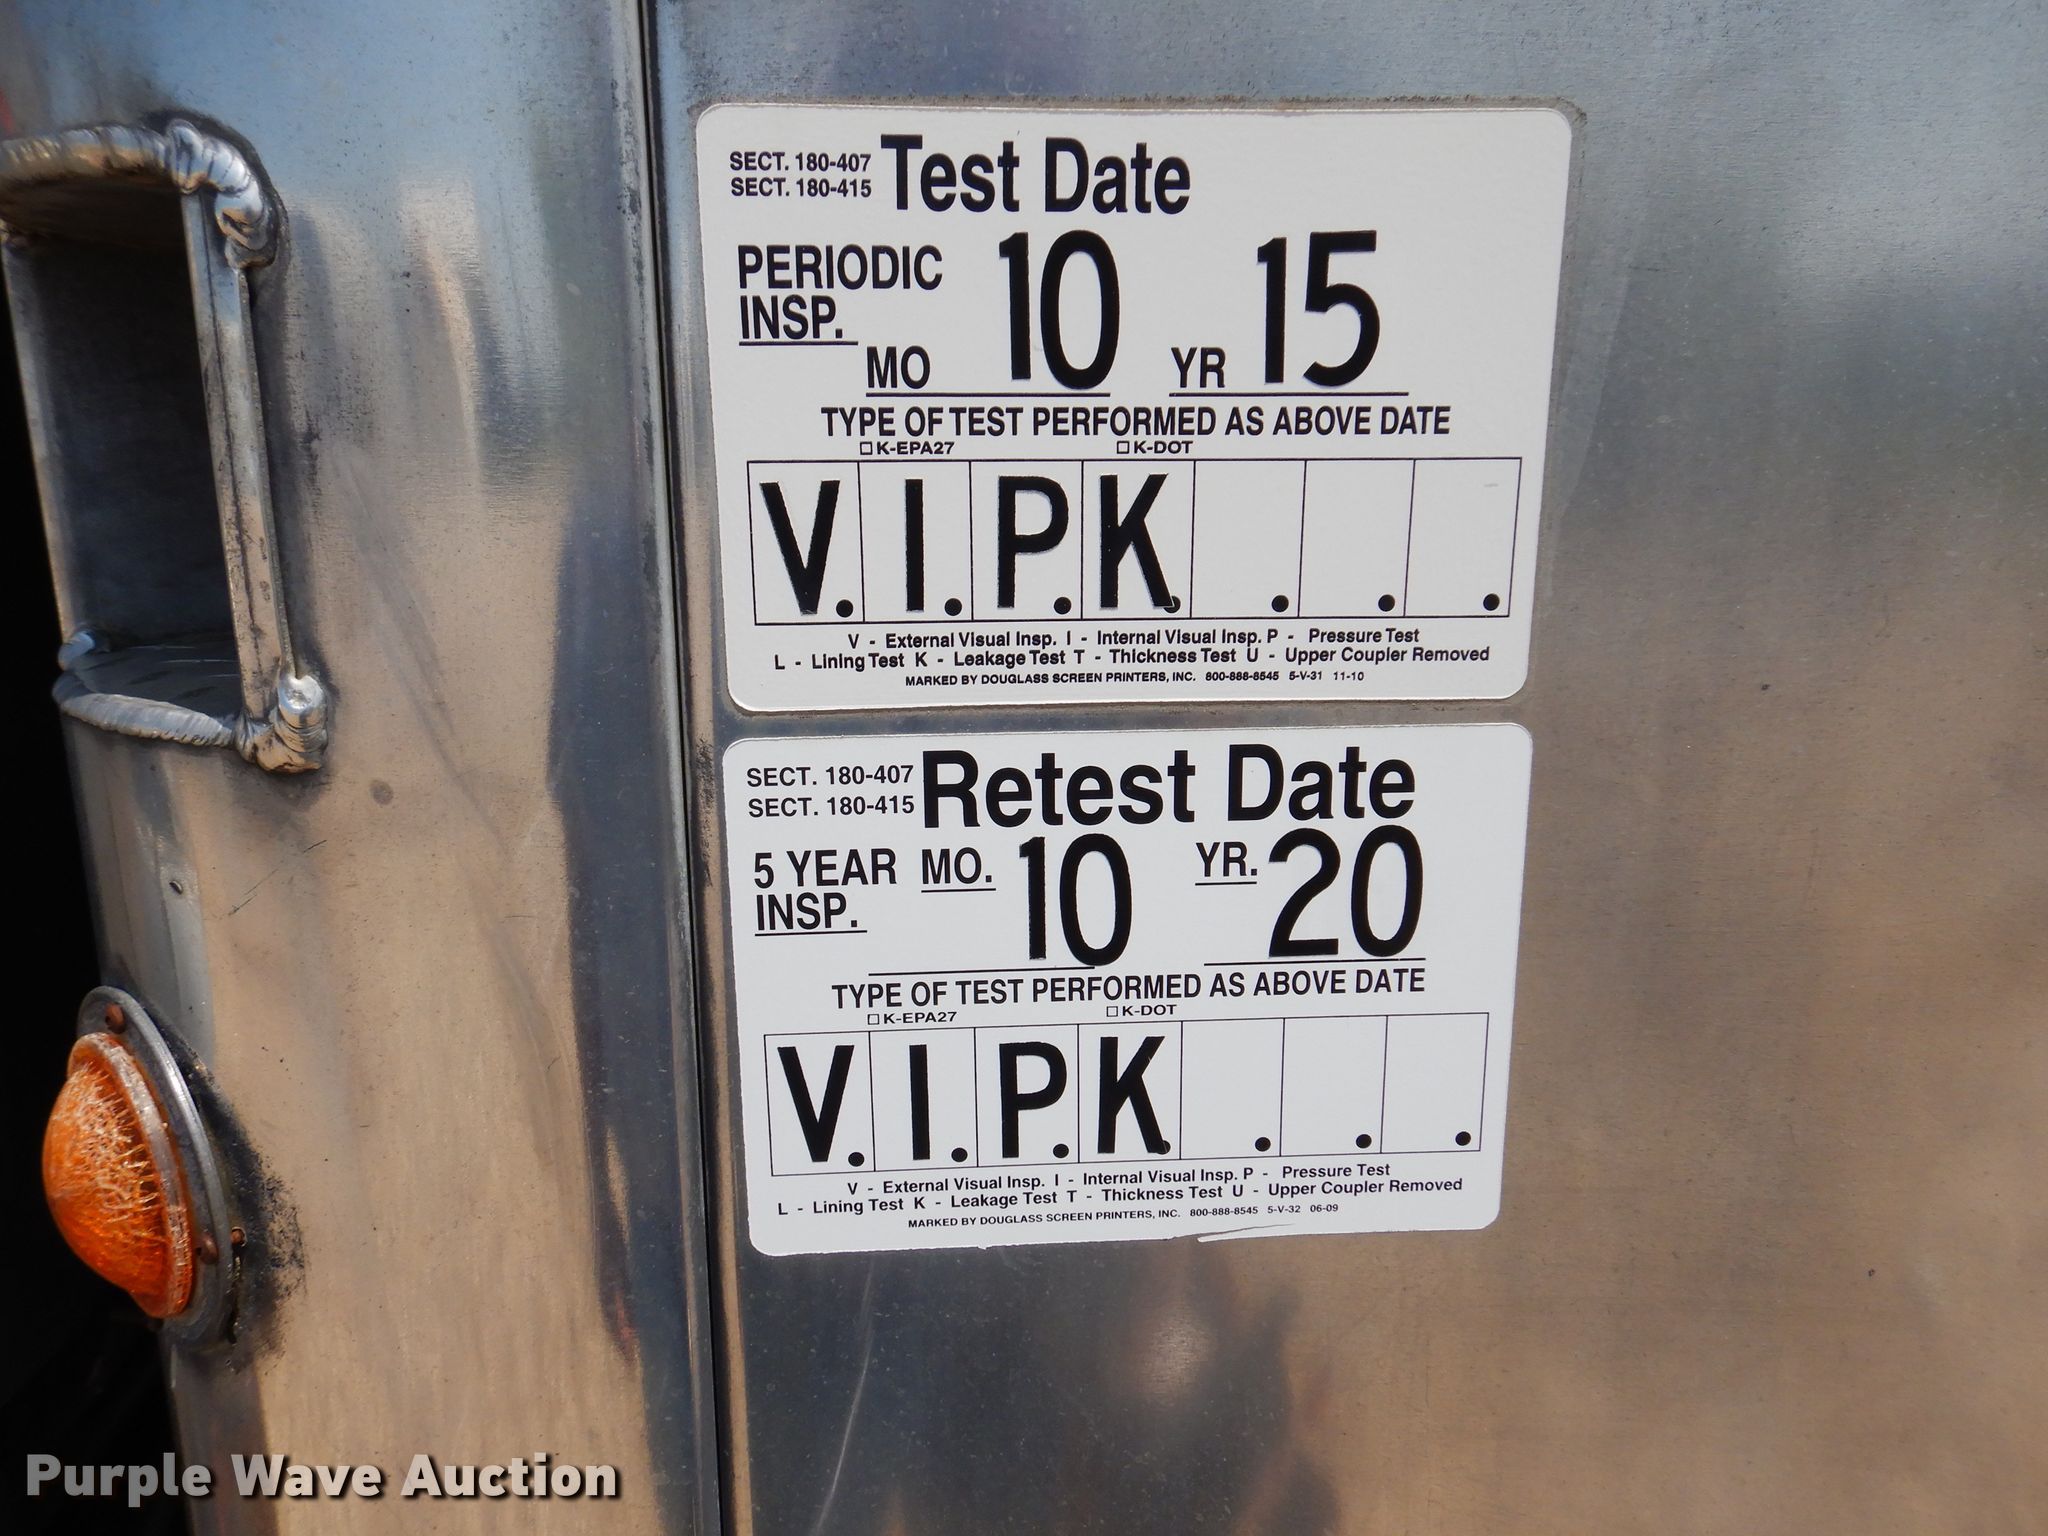 SECT. 180-407
SECT. 180-415
Test Date
PERIODIC
INSP.
MO 10 YR 15
TYPE OF TEST PERFORMED AS ABOVE DATE
☐ K-EPA27 ☐ K-DOT
V. I. P. K. . . .
V - External Visual Insp. I - Internal Visual Insp. P - Pressure Test
L - Lining Test K - Leakage Test T - Thickness Test U - Upper Coupler Removed
MARKED BY DOUGLASS SCREEN PRINTERS, INC. 800-888-8545 5-V-31 11-10
SECT. 180-407
SECT. 180-415
Retest Date
5 YEAR
INSP.
MO. 10 YR. 20
TYPE OF TEST PERFORMED AS ABOVE DATE
☐ K-EPA27 ☐ K-DOT
V. I. P. K. . . .
V - External Visual Insp. I - Internal Visual Insp. P - Pressure Test
L - Lining Test K - Leakage Test T - Thickness Test U - Upper Coupler Removed
MARKED BY DOUGLASS SCREEN PRINTERS, INC. 800-888-8545 5-V-32 06-09
Purple Wave Auction